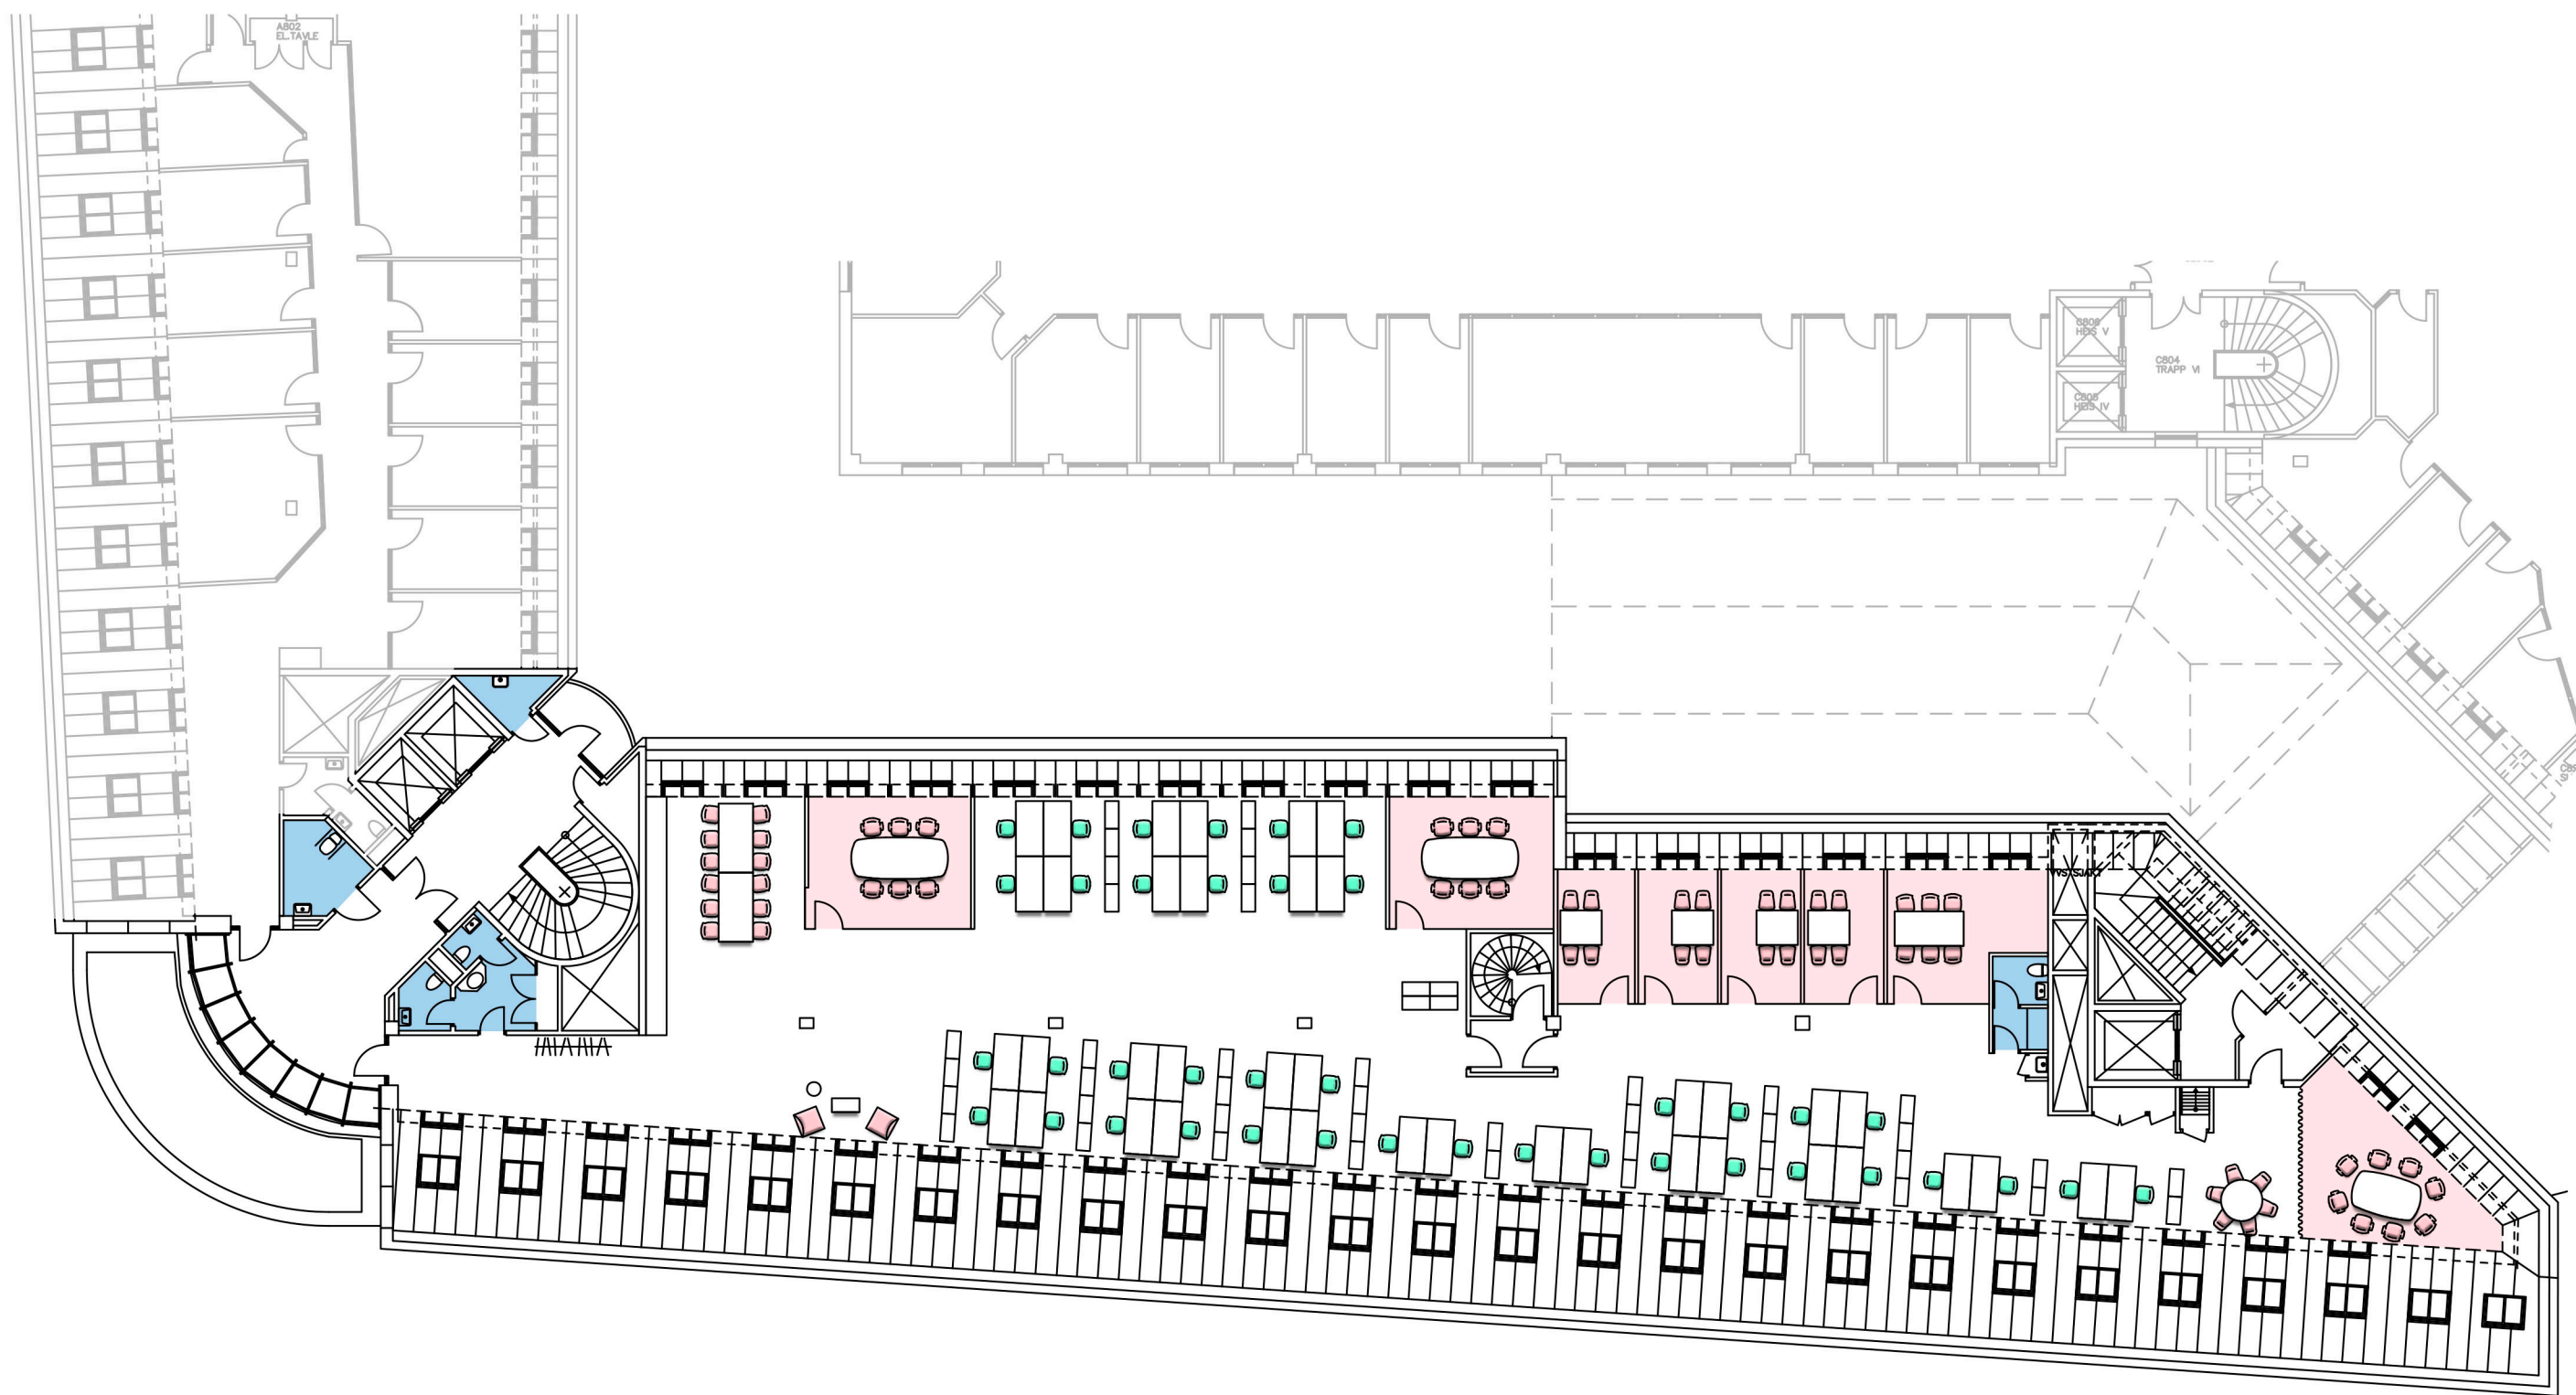 A802
EL.TAVLE
C806
HEIS V
C804
TRAPP VI
C805
HEIS IV